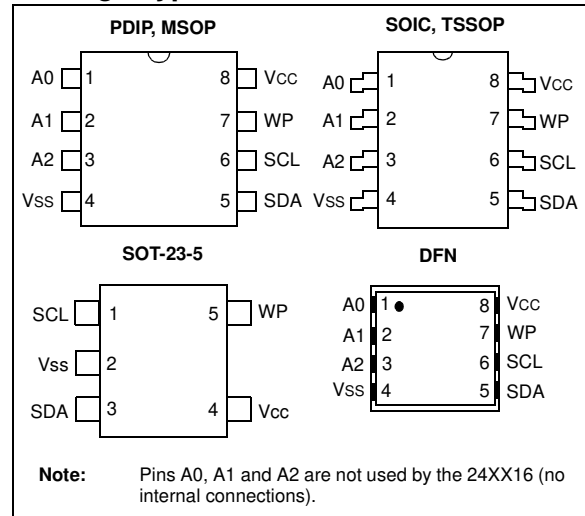 PDIP, MSOP
A0 1 8 VCC
A1 2 7 WP
A2 3 6 SCL
VSS 4 5 SDA
SOIC, TSSOP
A0 1 8 VCC
A1 2 7 WP
A2 3 6 SCL
VSS 4 5 SDA
SOT-23-5
SCL 1 5 WP
Vss 2
SDA 3 4 Vcc
DFN
A0 1 8 VCC
A1 2 7 WP
A2 3 6 SCL
VSS 4 5 SDA
Note: Pins A0, A1 and A2 are not used by the 24XX16 (no
internal connections).